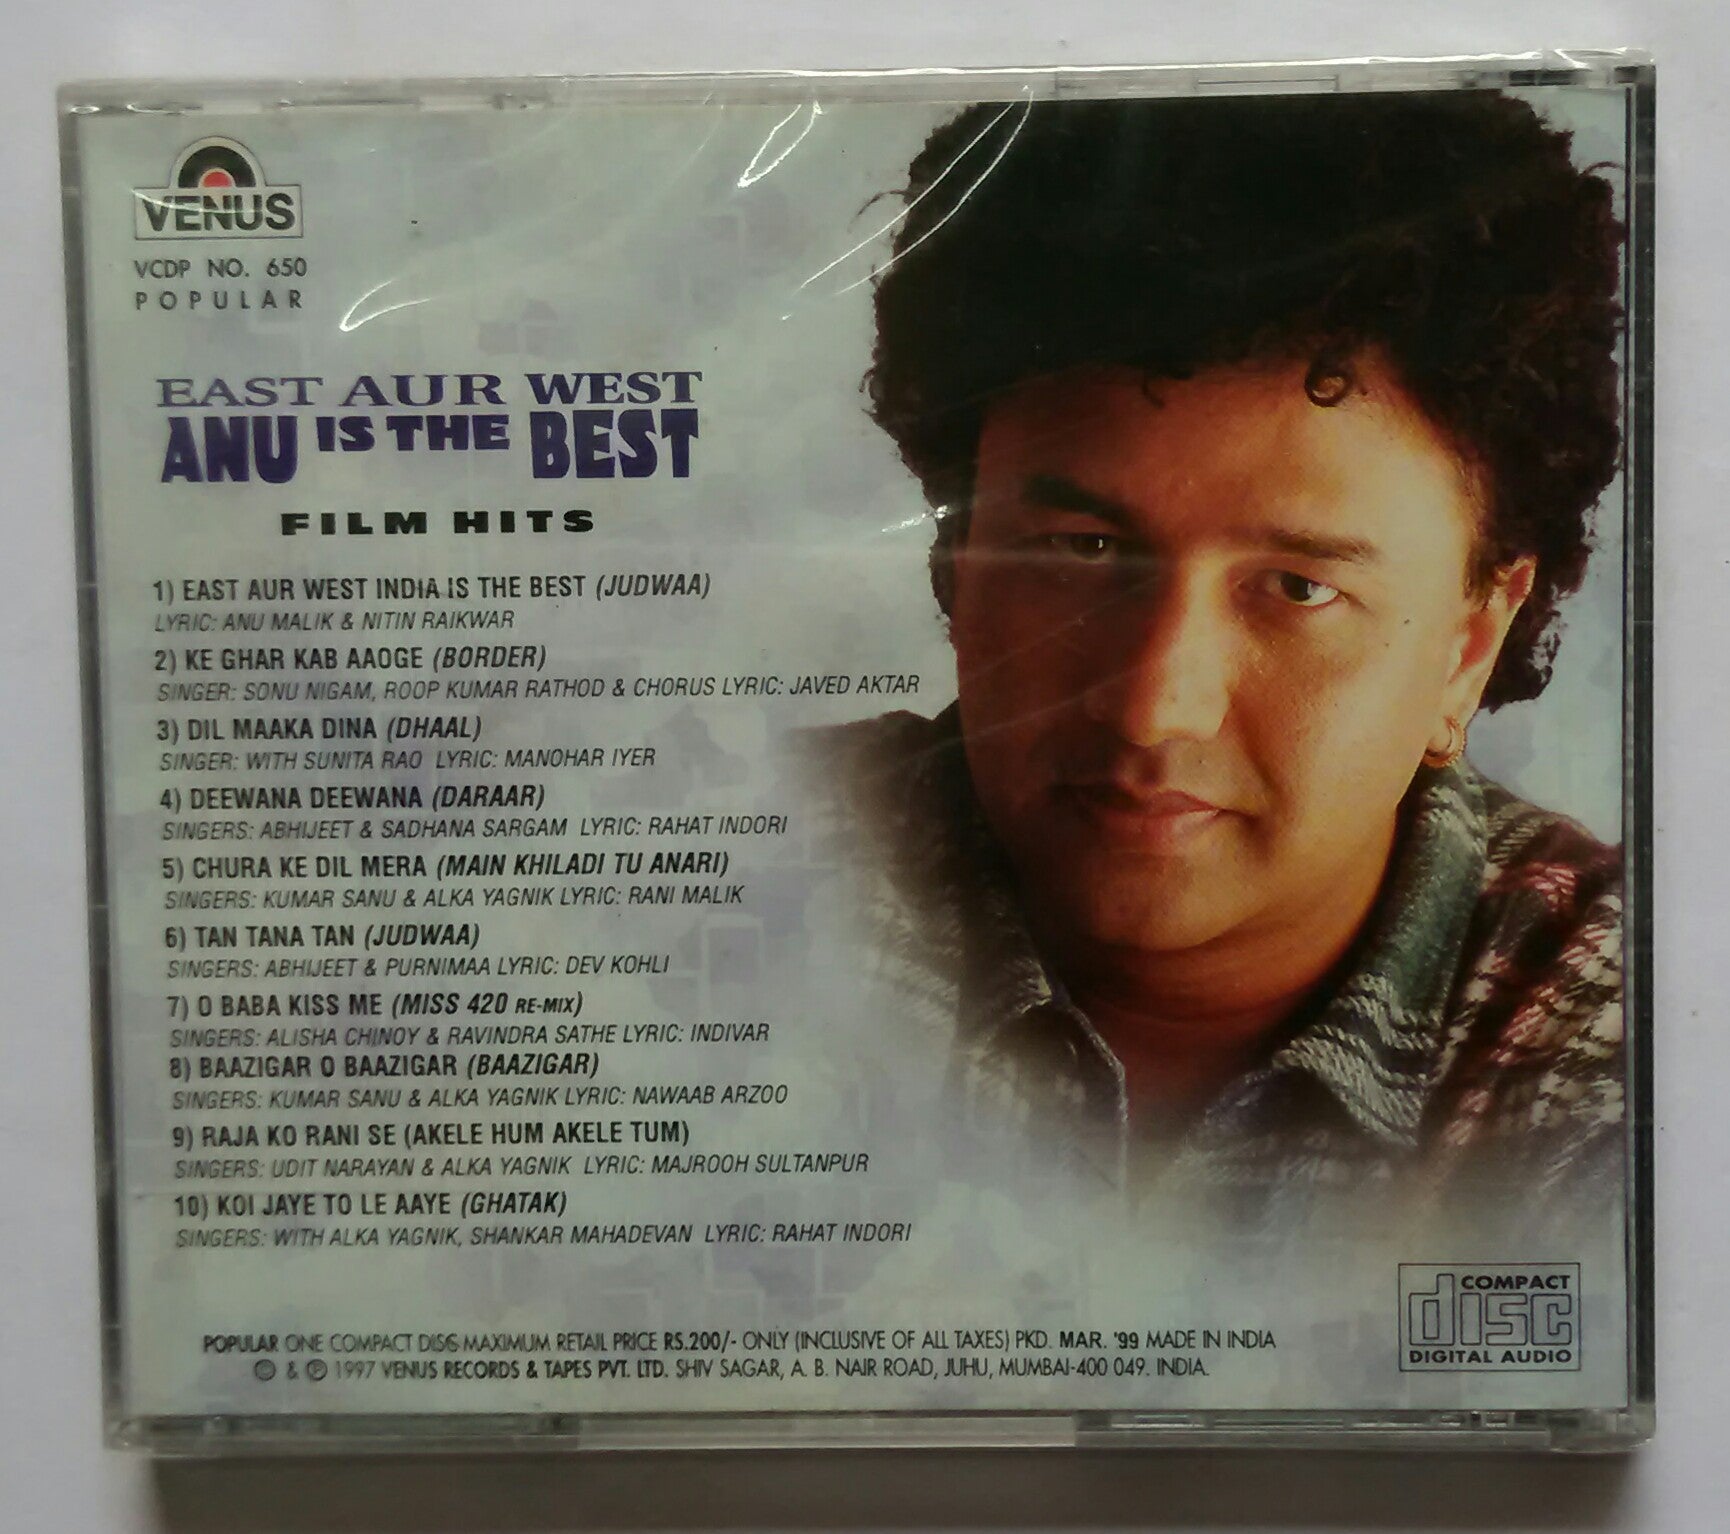 VENUS
VCDP NO. 650
POPULAR
EAST AUR WEST
ANU IS THE BEST
FILM HITS
1) EAST AUR WEST INDIA IS THE BEST (JUDWAA)
LYRIC: ANU MALIK & NITIN RAIKWAR
2) KE GHAR KAB AAOGE (BORDER)
SINGER: SONU NIGAM, ROOP KUMAR RATHOD & CHORUS LYRIC: JAVED AKTAR
3) DIL MAAKA DINA (DHAAL)
SINGER: WITH SUNITA RAO LYRIC: MANOHAR IYER
4) DEEWANA DEEWANA (DARAAR)
SINGERS: ABHIJEET & SADHANA SARGAM LYRIC: RAHAT INDORI
5) CHURA KE DIL MERA (MAIN KHILADI TU ANARI)
SINGERS: KUMAR SANU & ALKA YAGNIK LYRIC: RANI MALIK
6) TAN TANA TAN (JUDWAA)
SINGERS: ABHIJEET & PURNIMAA LYRIC: DEV KOHLI
7) O BABA KISS ME (MISS 420 RE-MIX)
SINGERS: ALISHA CHINOY & RAVINDRA SATHE LYRIC: INDIVAR
8) BAAZIGAR O BAAZIGAR (BAAZIGAR)
SINGERS: KUMAR SANU & ALKA YAGNIK LYRIC: NAWAAB ARZOO
9) RAJA KO RANI SE (AKELE HUM AKELE TUM)
SINGERS: UDIT NARAYAN & ALKA YAGNIK LYRIC: MAJROOH SULTANPUR
10) KOI JAYE TO LE AAYE (GHATAK)
SINGERS: WITH ALKA YAGNIK, SHANKAR MAHADEVAN LYRIC: RAHAT INDORI
COMPACT
disc
DIGITAL AUDIO
POPULAR ONE COMPACT DISC MAXIMUM RETAIL PRICE RS.200/- ONLY (INCLUSIVE OF ALL TAXES) PKD. MAR. '99 MADE IN INDIA
© & ℗ 1997 VENUS RECORDS & TAPES PVT. LTD. SHIV SAGAR, A. B. NAIR ROAD, JUHU, MUMBAI-400 049. INDIA.